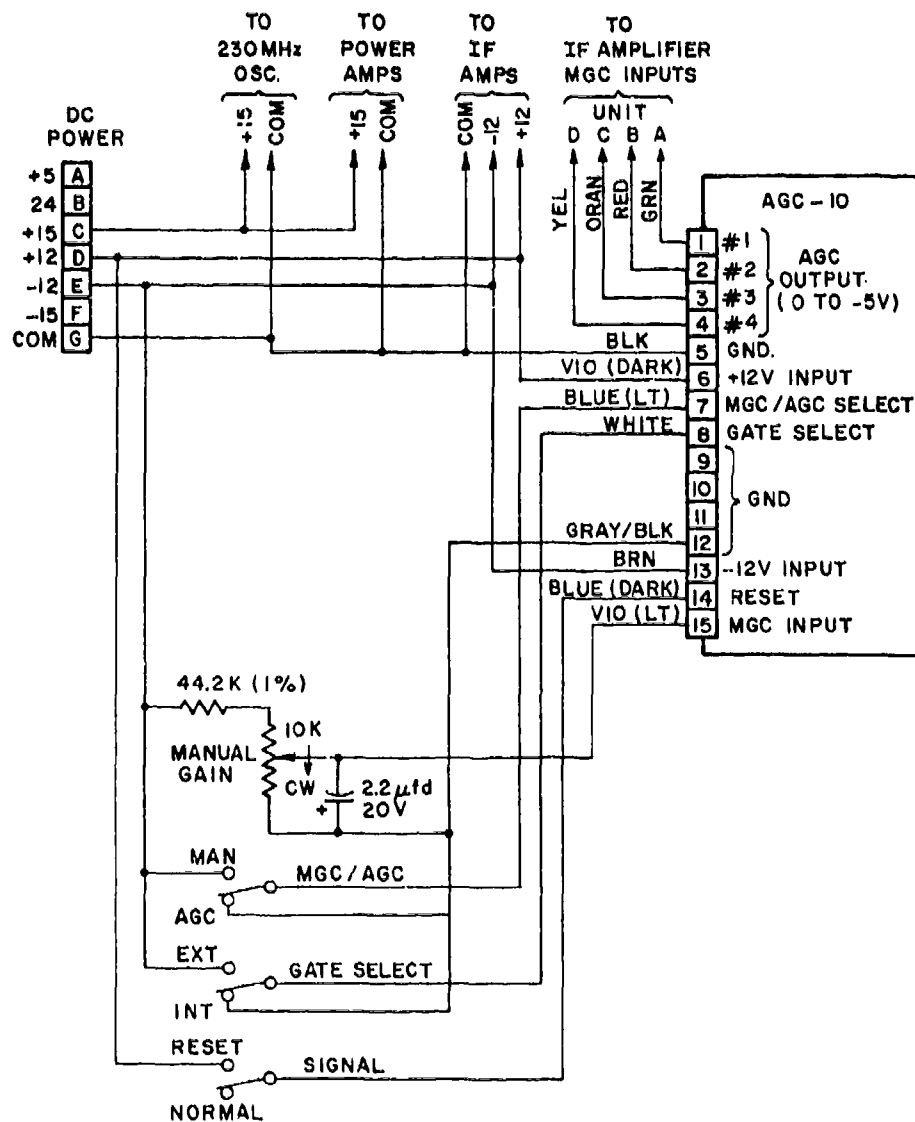 TO
230 MHz
OSC.
+15
COM
TO
POWER
AMPS
+15
COM
TO
IF
AMPS
COM
-12
+12
TO
IF AMPLIFIER
MGC INPUTS
UNIT
D C B A
YEL
ORAN
RED
GRN
DC
POWER
+5 A
24 B
+15 C
+12 D
-12 E
-15 F
COM G
AGC-10
1 #1
2 #2
3 #3
4 #4
AGC
OUTPUT
(0 TO -5V)
BLK 5 GND.
VIO (DARK) 6 +12V INPUT
BLUE (LT) 7 MGC/AGC SELECT
WHITE 8 GATE SELECT
9
10
11
GND
GRAY/BLK 12
BRN 13 -12V INPUT
BLUE (DARK) 14 RESET
VIO (LT) 15 MGC INPUT
44.2K (1%)
10K
MANUAL
GAIN
CW
+
2.2 µfd
20V
MAN
MGC/AGC
AGC
EXT
GATE SELECT
INT
RESET
SIGNAL
NORMAL